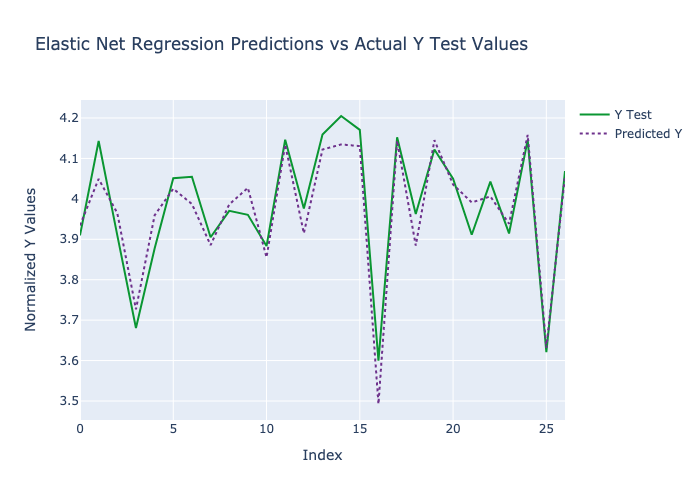 Elastic Net Regression Predictions vs Actual Y Test Values
Y Test
Predicted Y
4.2
4.1
4
3.9
3.8
3.7
3.6
3.5
Normalized Y Values
0 5 10 15 20 25
Index